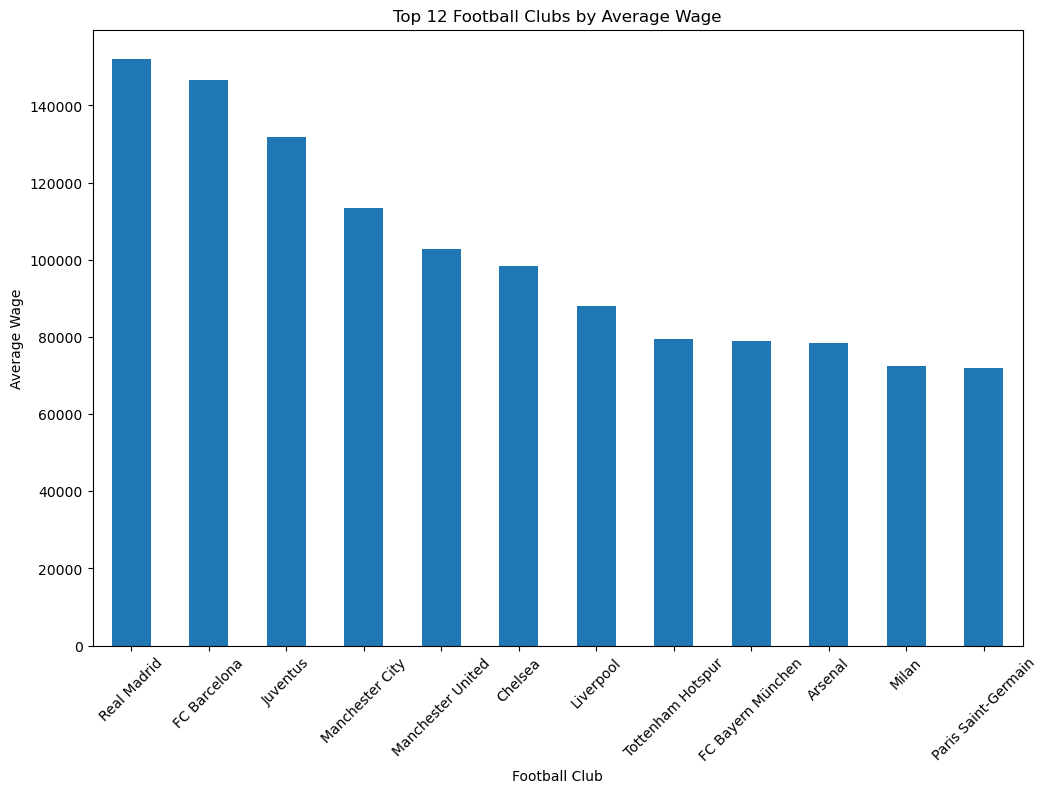 Top 12 Football Clubs by Average Wage
Average Wage
140000
120000
100000
80000
60000
40000
20000
0
Real Madrid
FC Barcelona
Juventus
Manchester City
Manchester United
Chelsea
Liverpool
Tottenham Hotspur
FC Bayern München
Arsenal
Milan
Paris Saint-Germain
Football Club